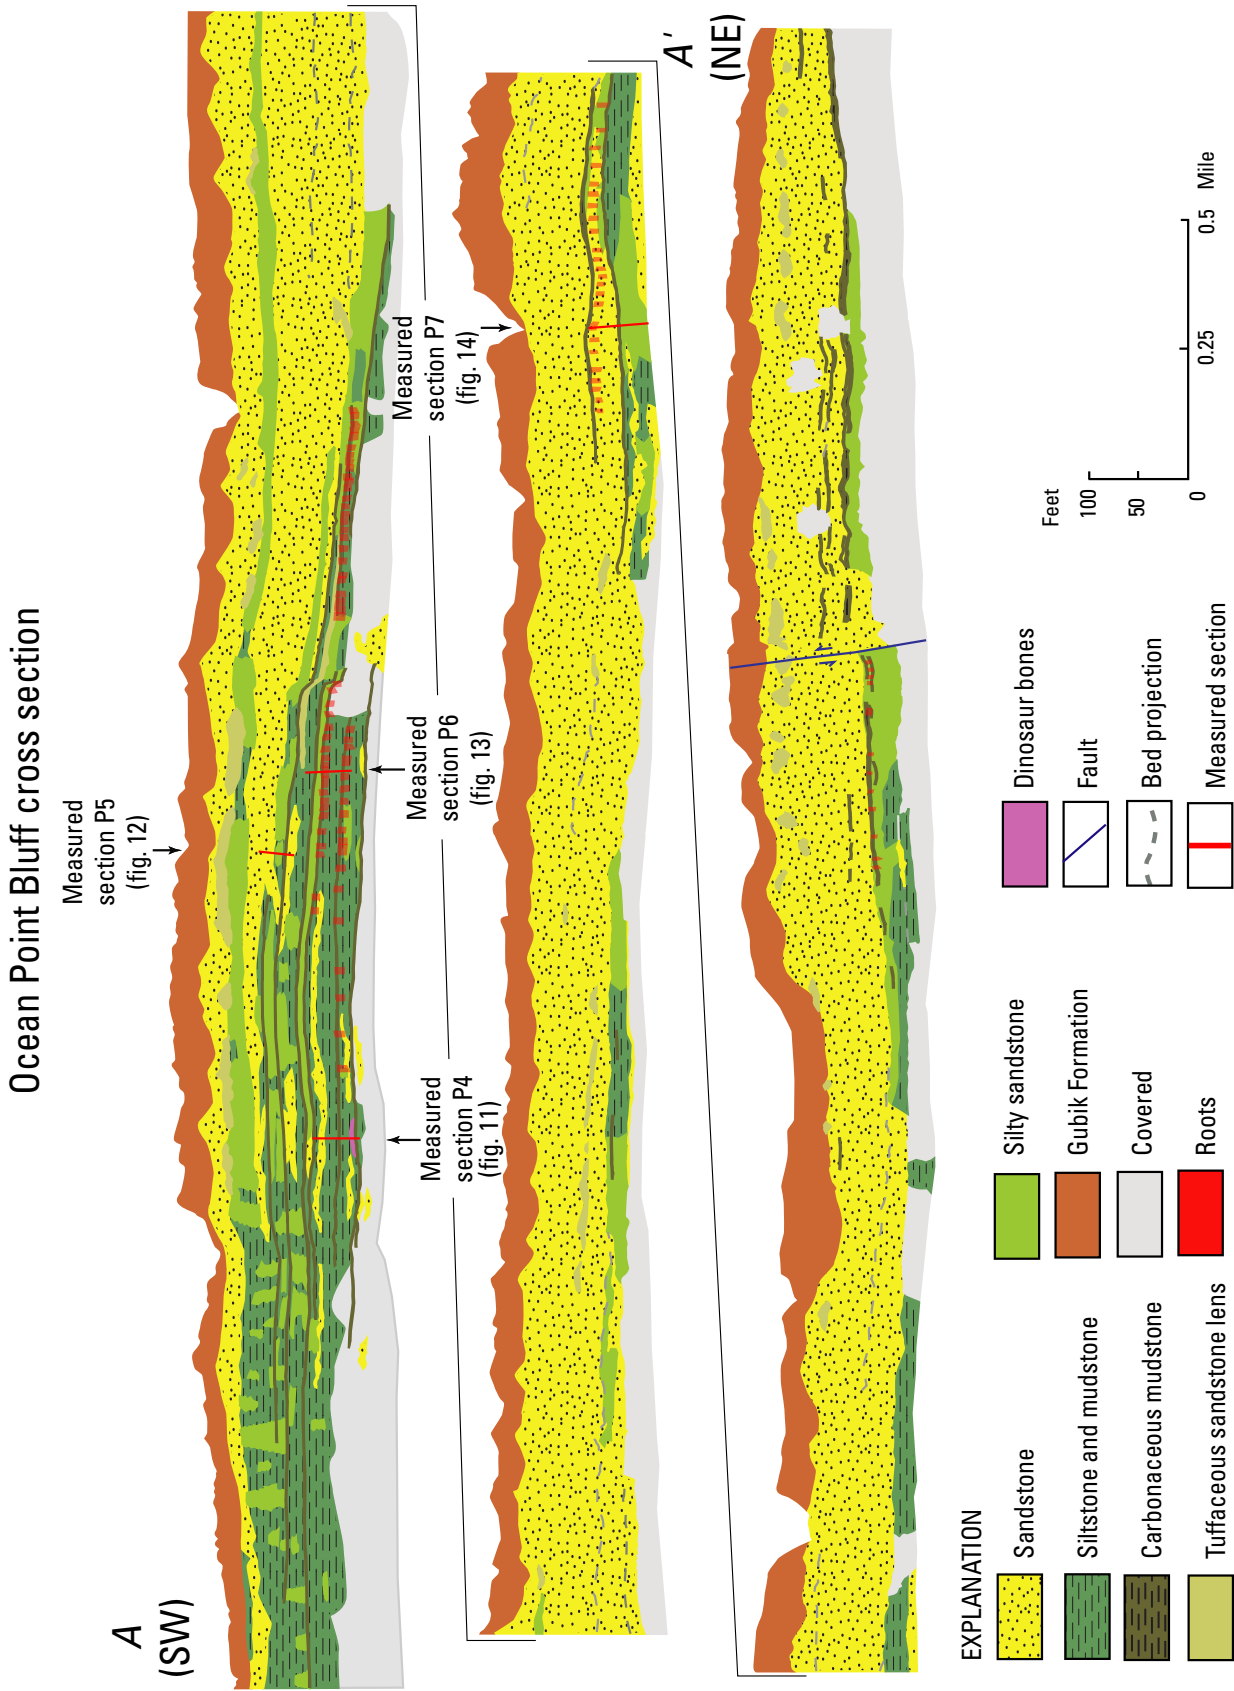 Ocean Point Bluff cross section
A
(SW)
Measured
section P5
(fig. 12)
Measured
section P4
(fig. 11)
Measured
section P6
(fig. 13)
Measured
section P7
(fig. 14)
A'
(NE)
EXPLANATION
Sandstone
Siltstone and mudstone
Carbonaceous mudstone
Tuffaceous sandstone lens
Silty sandstone
Gubik Formation
Covered
Roots
Dinosaur bones
Fault
Bed projection
Measured section
Feet
100
50
0
0.25
0.5
Mile